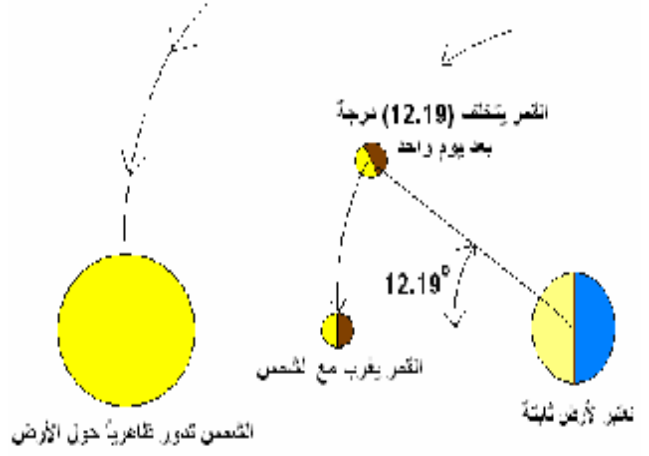 القمر يتخلف (12.19) درجة
بعد يوم واحد
12.19°
القمر يغرب مع الشمس
نعتبر الأرض ثابتة
الشمس تدور ظاهرياً حول الأرض